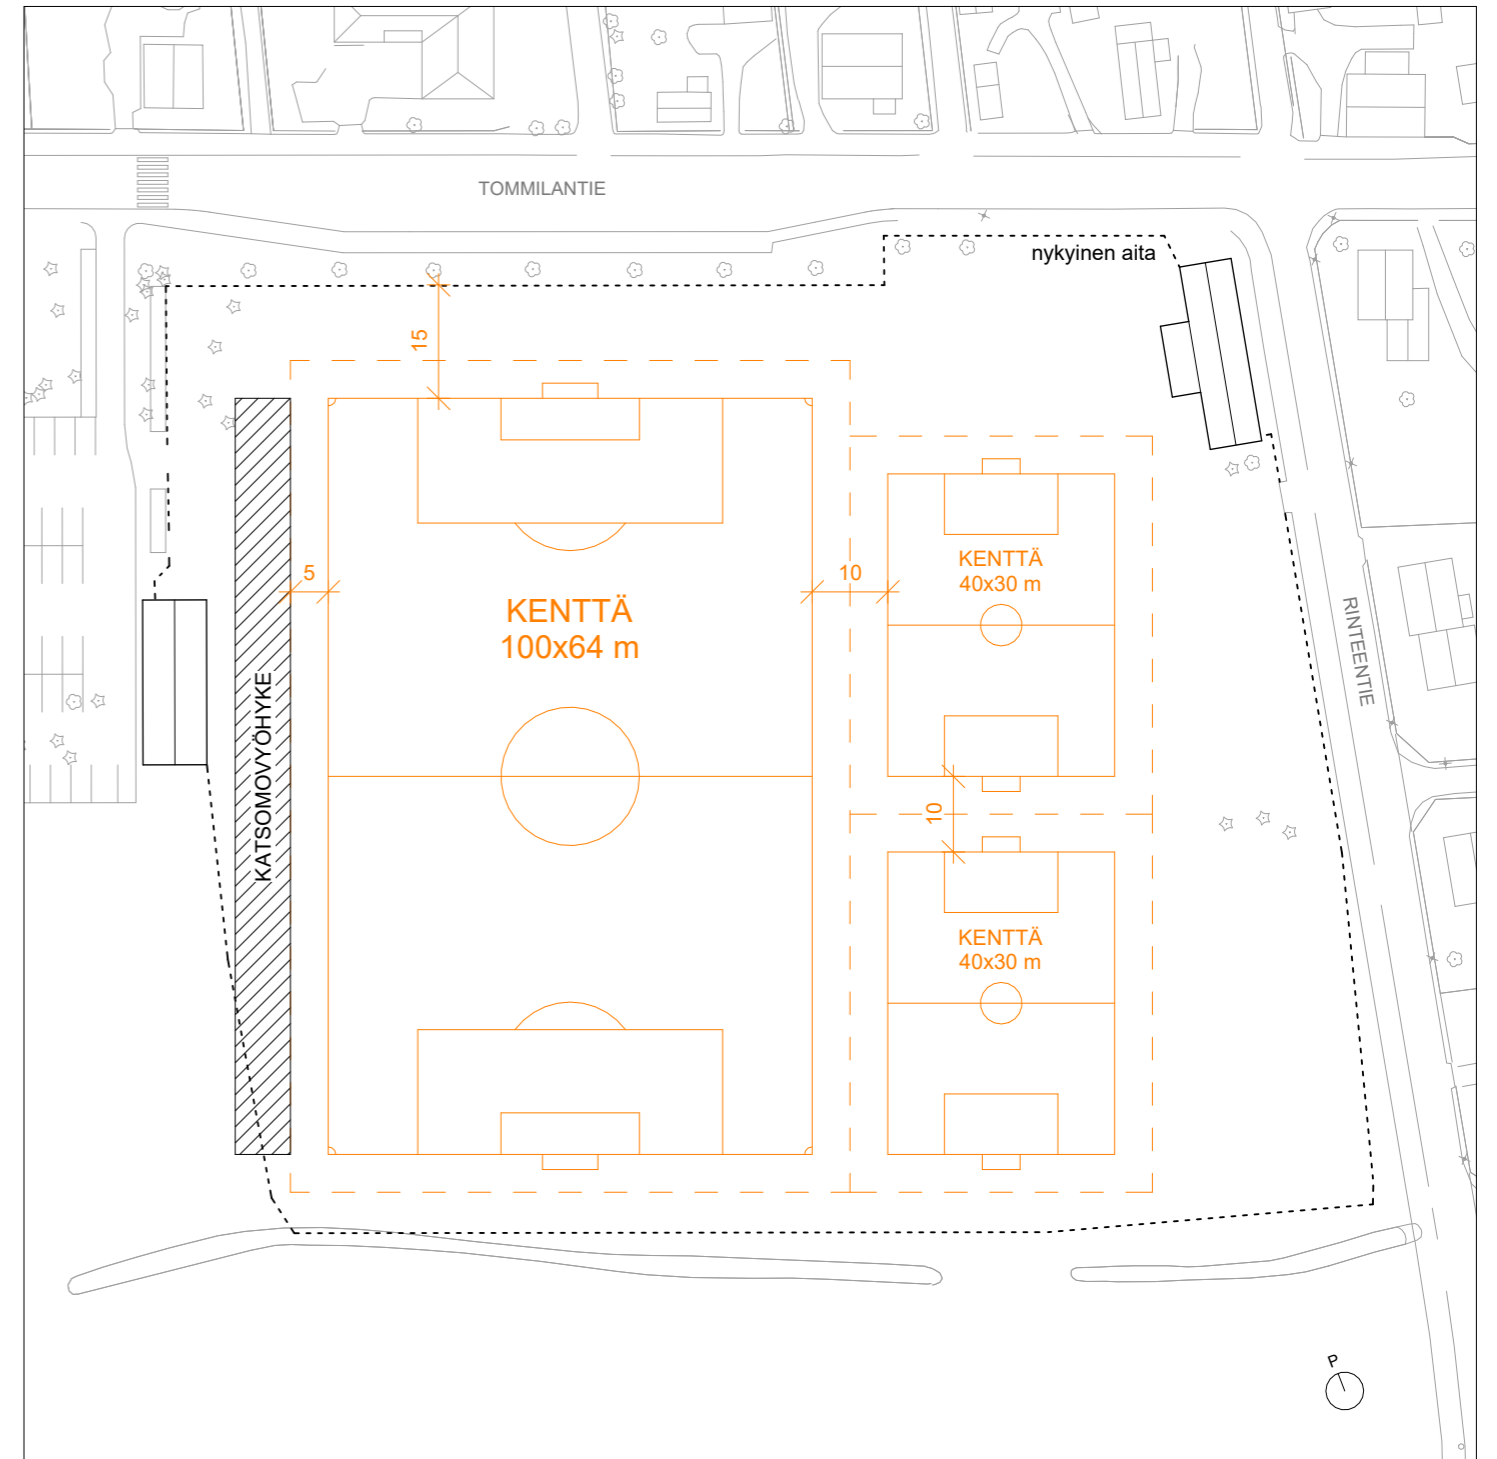 TOMMILANTIE
nykyinen aita
15
5
10
KENTTÄ
40x30 m
KENTTÄ
100x64 m
RINTEENTIE
KATSOMOVYÖHYKE
10
KENTTÄ
40x30 m
P